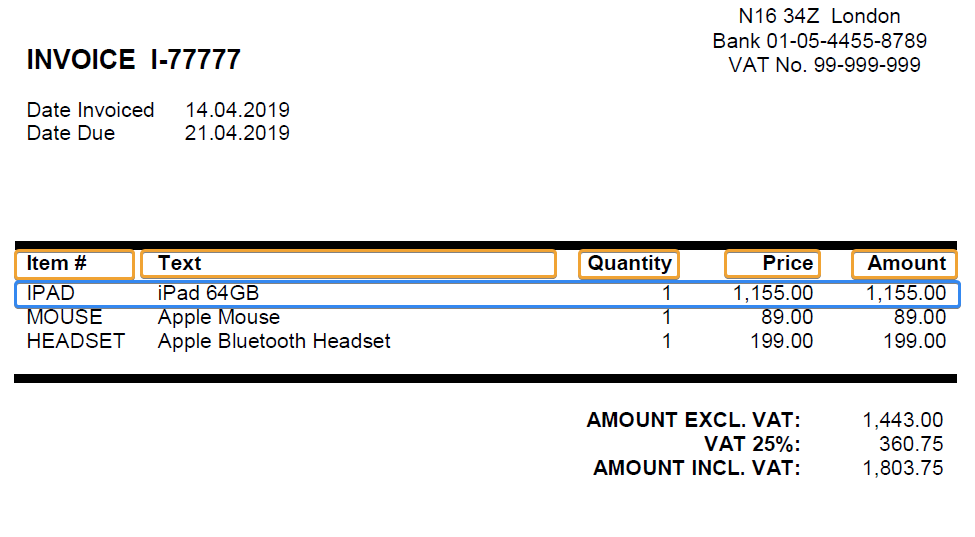 N16 34Z London
Bank 01-05-4455-8789
VAT No. 99-999-999
INVOICE I-77777
Date Invoiced 14.04.2019
Date Due 21.04.2019
Item # Text Quantity Price Amount
IPAD iPad 64GB 1 1,155.00 1,155.00
MOUSE Apple Mouse 1 89.00 89.00
HEADSET Apple Bluetooth Headset 1 199.00 199.00
AMOUNT EXCL. VAT: 1,443.00
VAT 25%: 360.75
AMOUNT INCL. VAT: 1,803.75